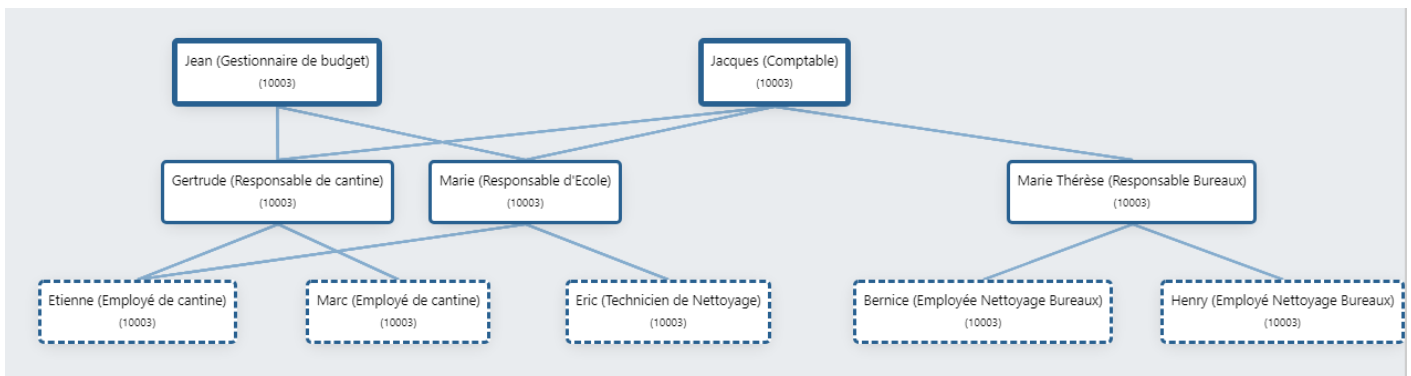 Jean (Gestionnaire de budget)
(10003)
Jacques (Comptable)
(10003)
Gertrude (Responsable de cantine)
(10003)
Marie (Responsable d'Ecole)
(10003)
Marie Thérèse (Responsable Bureaux)
(10003)
Etienne (Employé de cantine)
(10003)
Marc (Employé de cantine)
(10003)
Eric (Technicien de Nettoyage)
(10003)
Bernice (Employée Nettoyage Bureaux)
(10003)
Henry (Employé Nettoyage Bureaux)
(10003)